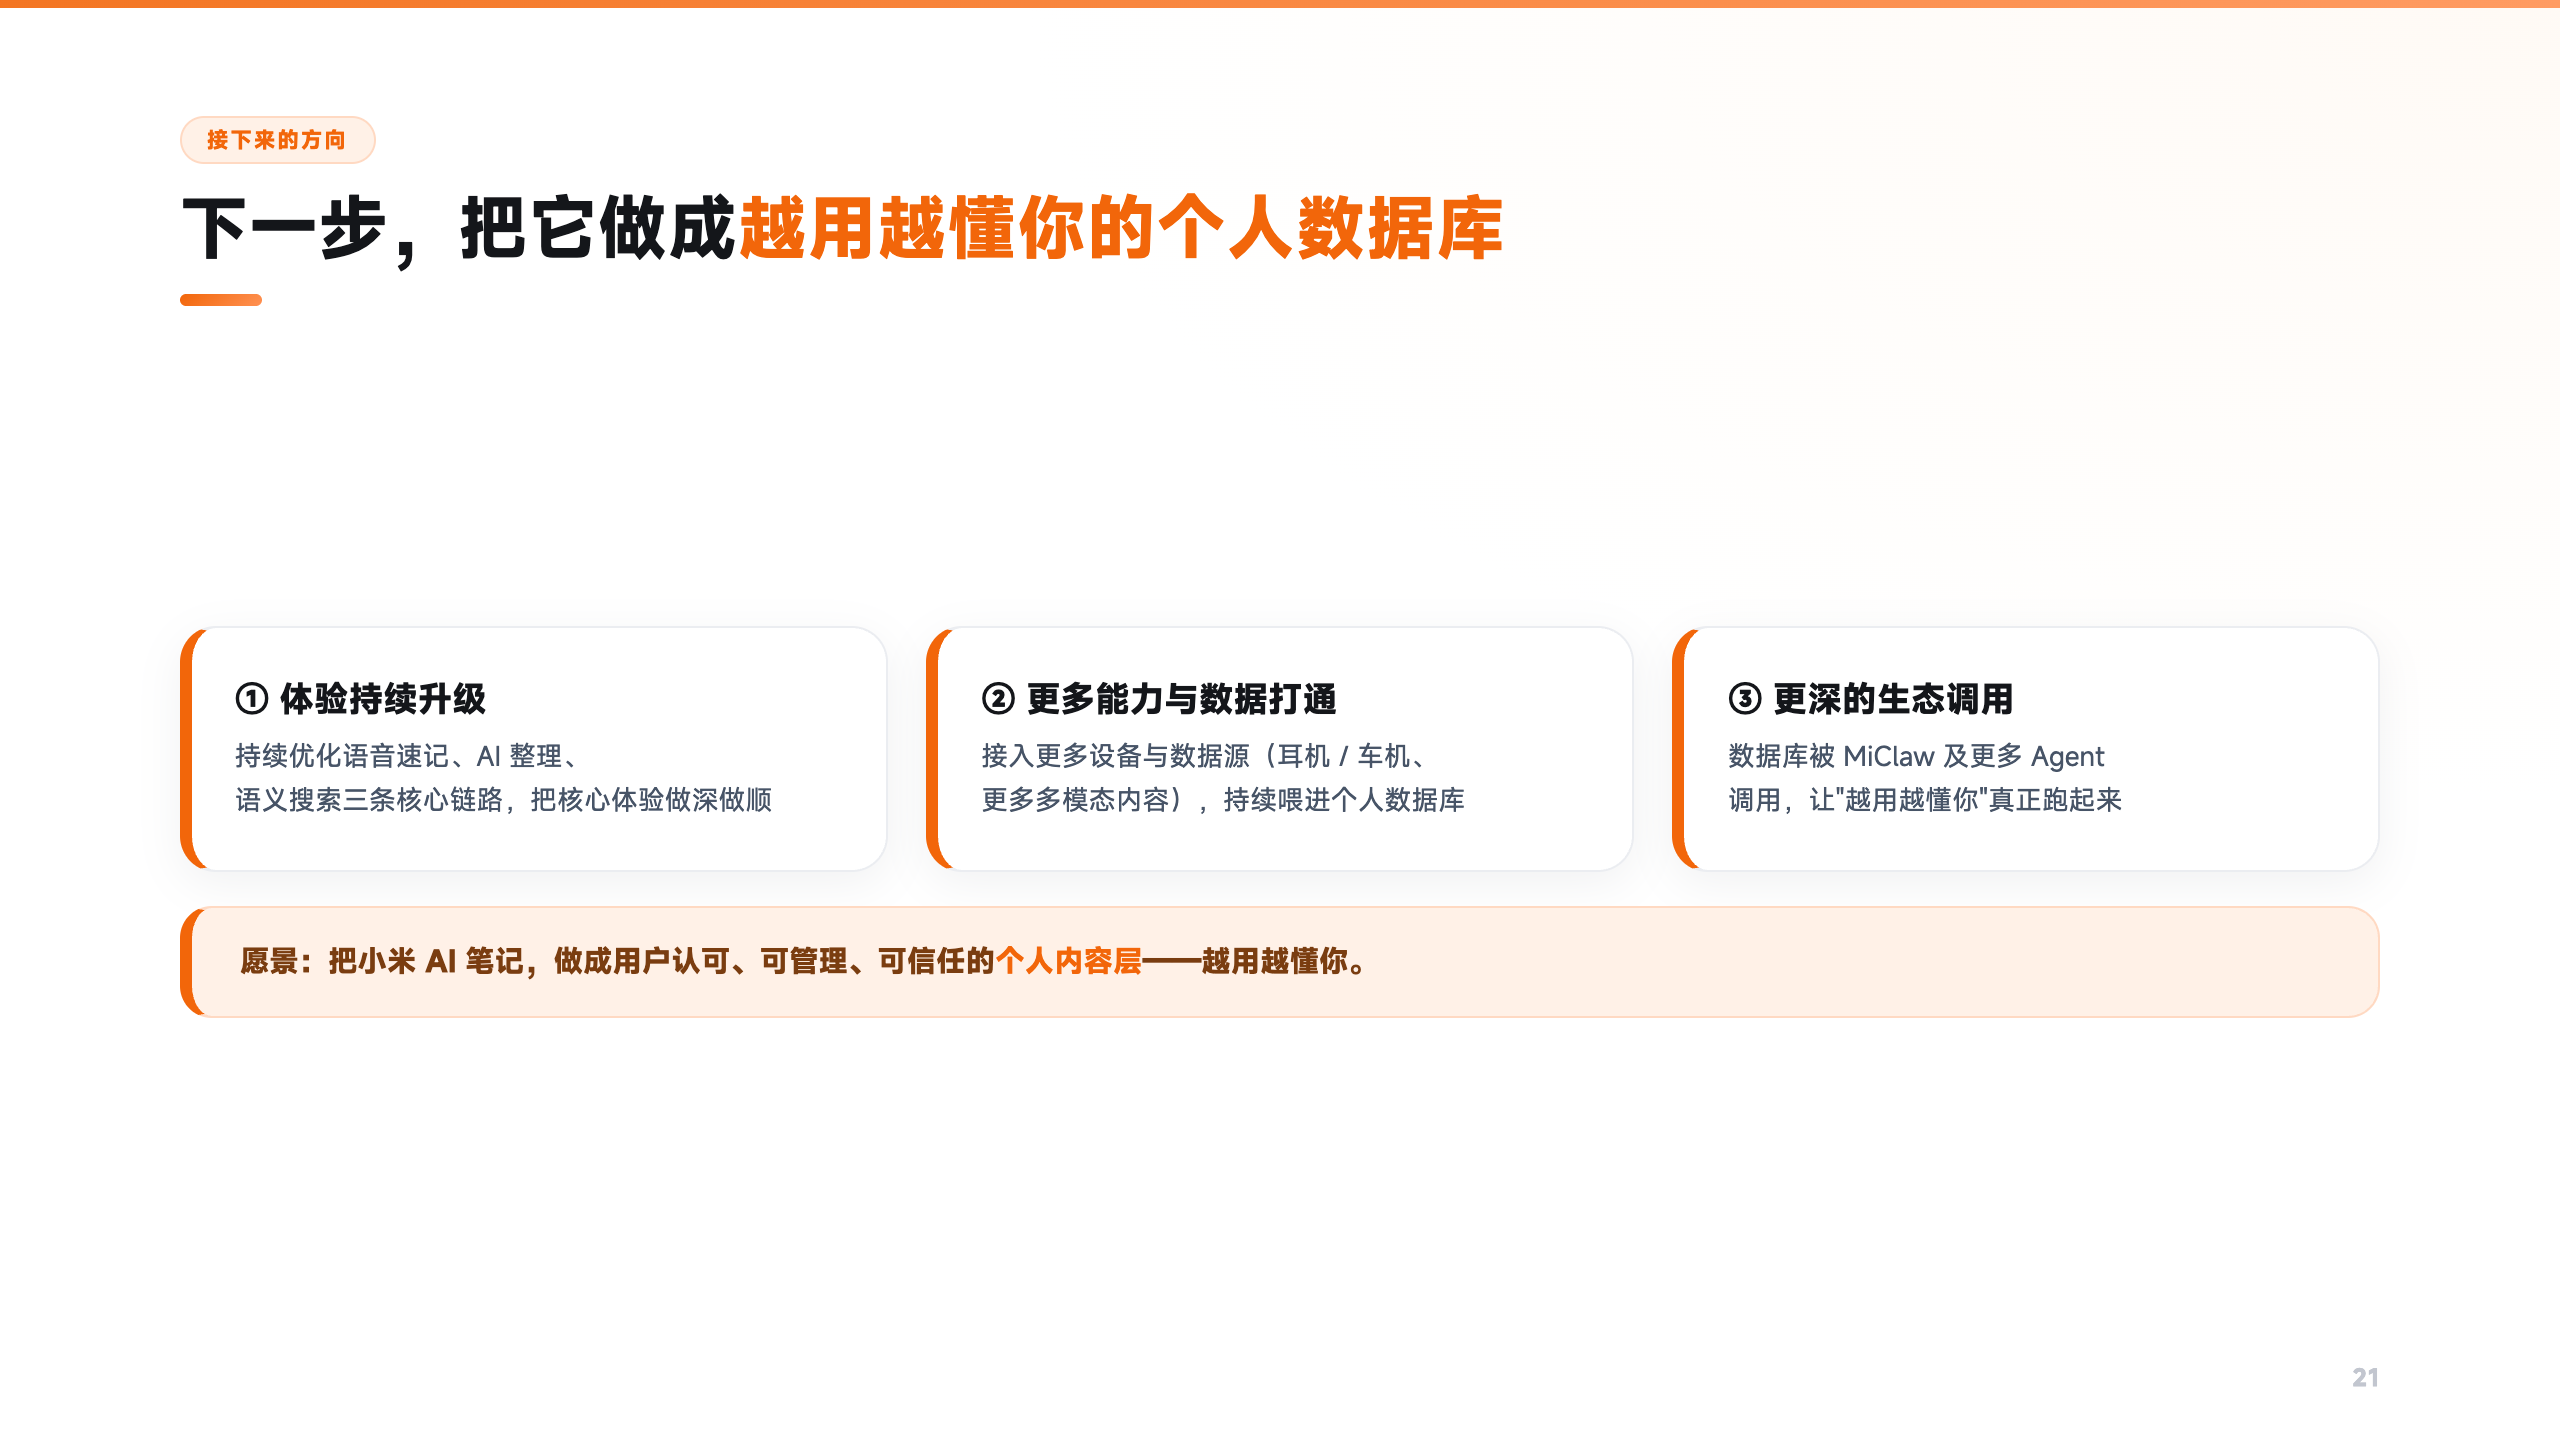 接下来的方向
下一步，把它做成越用越懂你的个人数据库
① 体验持续升级
持续优化语音速记、AI 整理、
语义搜索三条核心链路，把核心体验做深做顺
② 更多能力与数据打通
接入更多设备与数据源（耳机 / 车机、
更多多模态内容），持续喂进个人数据库
③ 更深的生态调用
数据库被 MiClaw 及更多 Agent
调用，让"越用越懂你"真正跑起来
愿景：把小米 AI 笔记，做成用户认可、可管理、可信任的个人内容层——越用越懂你。
21